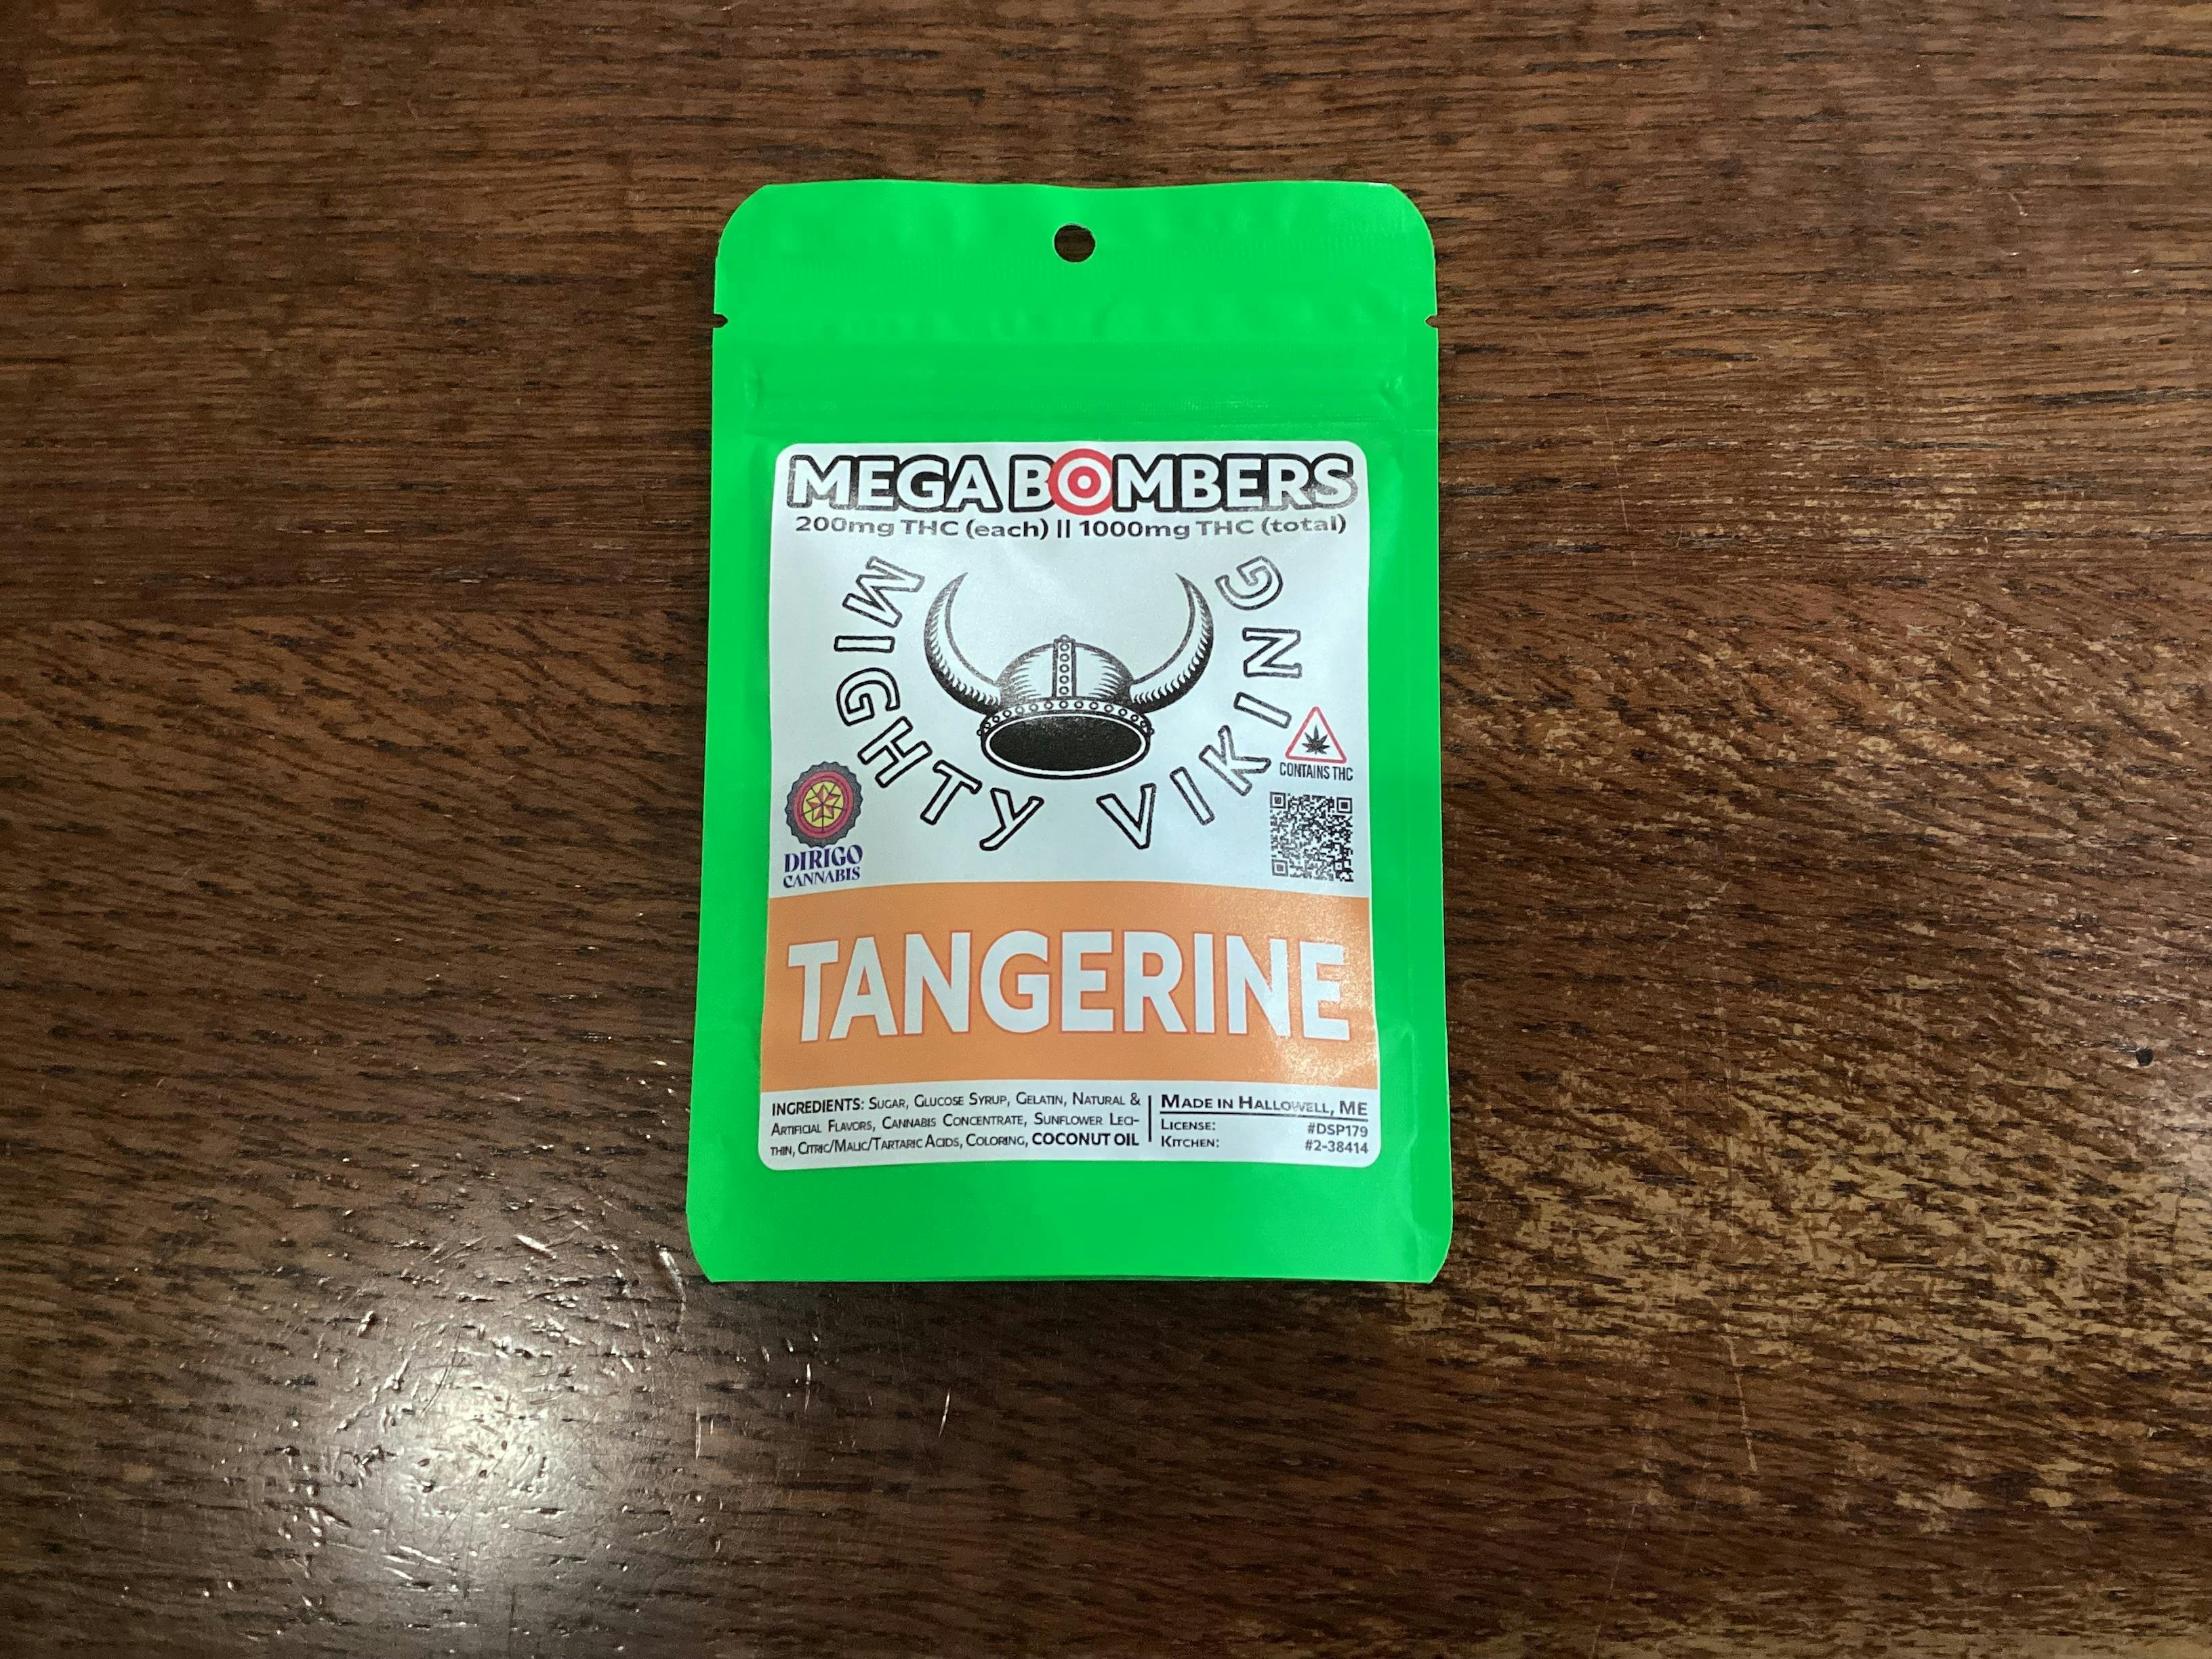 MEGA BOMBERS
200mg THC (each) || 1000mg THC (total)
MIGHTY VIKING
CONTAINS THC
DIRIGO
CANNABIS
TANGERINE
INGREDIENTS: SUGAR, GLUCOSE SYRUP, GELATIN, NATURAL &
ARTIFICIAL FLAVORS, CANNABIS CONCENTRATE, SUNFLOWER LECI-
THIN, CITRIC/MALIC/TARTARIC ACIDS, COLORING, COCONUT OIL
MADE IN HALLOWELL, ME
LICENSE: #DSP179
KITCHEN: #2-38414